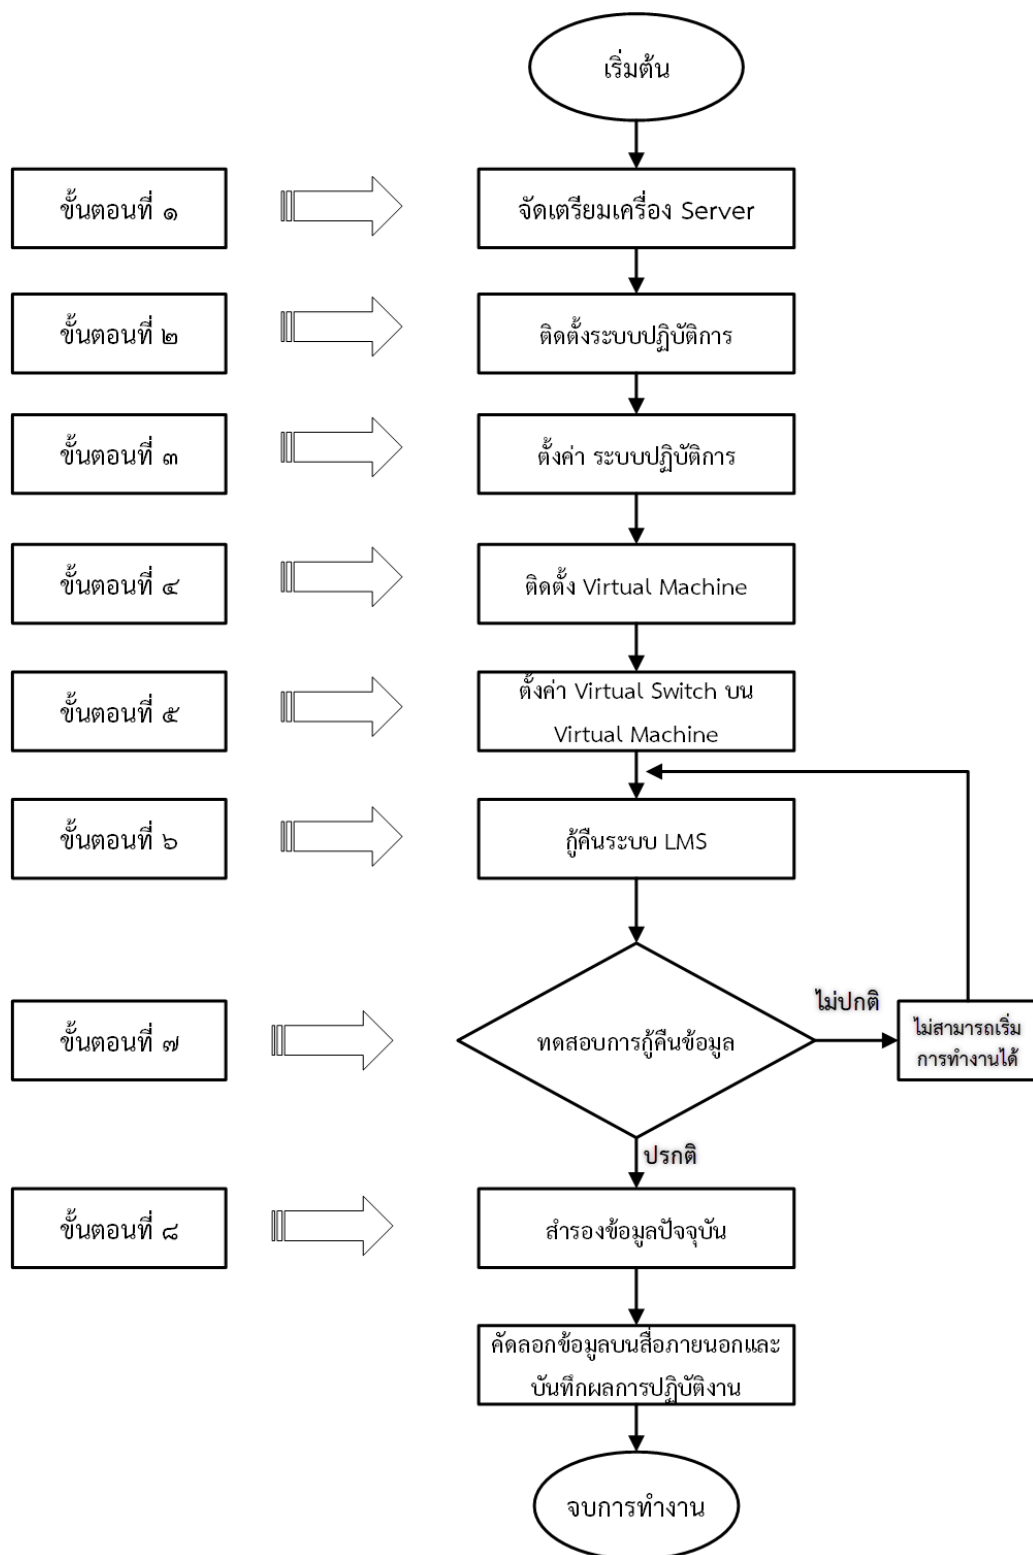 เริ่มต้น
ขั้นตอนที่ ๑
จัดเตรียมเครื่อง Server
ขั้นตอนที่ ๒
ติดตั้งระบบปฏิบัติการ
ขั้นตอนที่ ๓
ตั้งค่า ระบบปฏิบัติการ
ขั้นตอนที่ ๔
ติดตั้ง Virtual Machine
ขั้นตอนที่ ๕
ตั้งค่า Virtual Switch บน
Virtual Machine
ขั้นตอนที่ ๖
กู้คืนระบบ LMS
ขั้นตอนที่ ๗
ทดสอบการกู้คืนข้อมูล
ไม่ปกติ
ไม่สามารถเริ่ม
การทำงานได้
ปรกติ
ขั้นตอนที่ ๘
สำรองข้อมูลปัจจุบัน
คัดลอกข้อมูลบนสื่อภายนอกและ
บันทึกผลการปฏิบัติงาน
จบการทำงาน